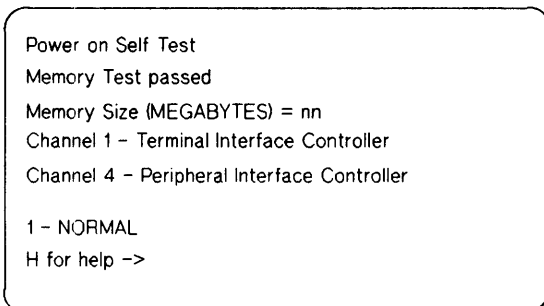 Power on Self Test
Memory Test passed
Memory Size (MEGABYTES) = nn
Channel 1 - Terminal Interface Controller
Channel 4 - Peripheral Interface Controller
1 - NORMAL
H for help ->